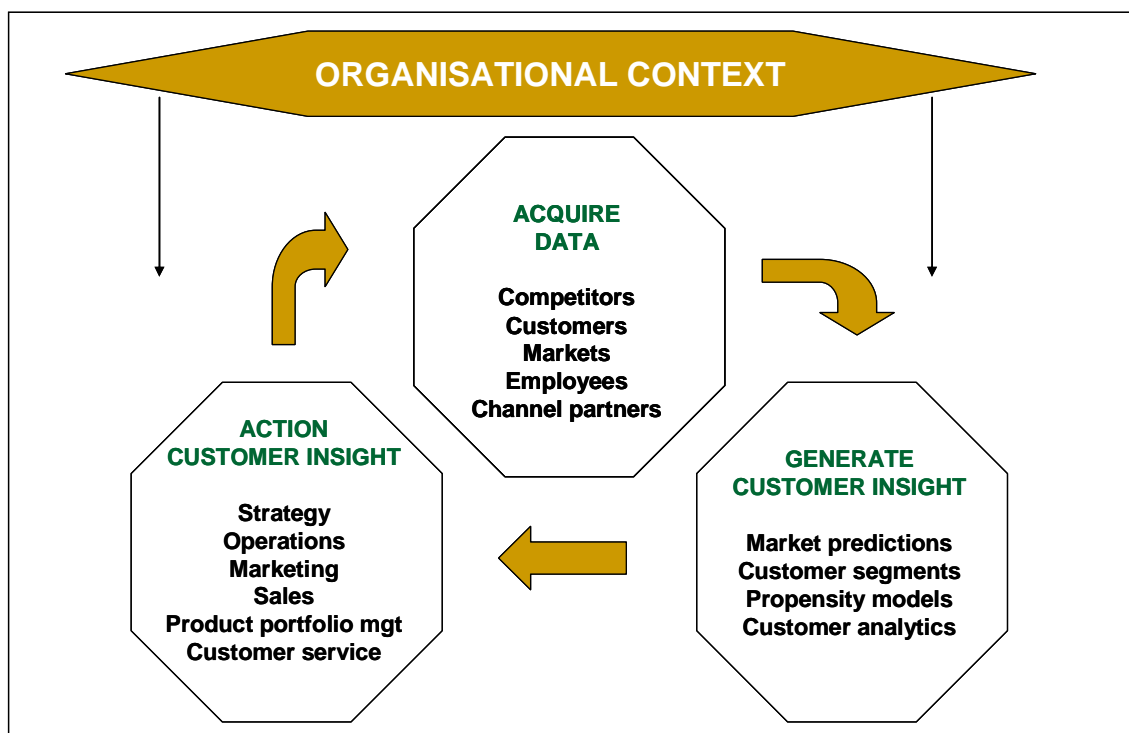 ORGANISATIONAL CONTEXT
ACQUIRE
DATA
Competitors
Customers
Markets
Employees
Channel partners
ACTION
CUSTOMER INSIGHT
Strategy
Operations
Marketing
Sales
Product portfolio mgt
Customer service
GENERATE
CUSTOMER INSIGHT
Market predictions
Customer segments
Propensity models
Customer analytics